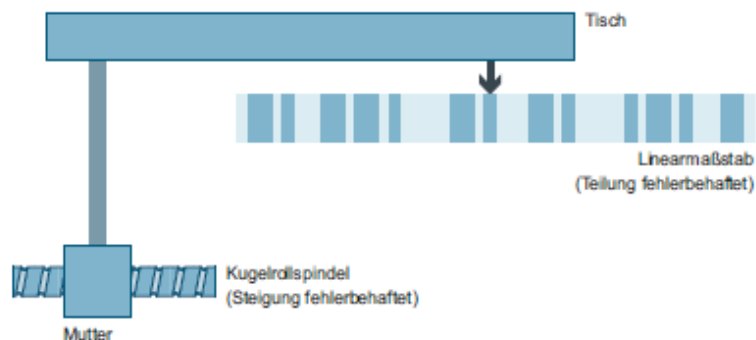 Tisch
Linearmaßstab
(Teilung fehlerbehaftet)
Kugelrollspindel
(Steigung fehlerbehaftet)
Mutter